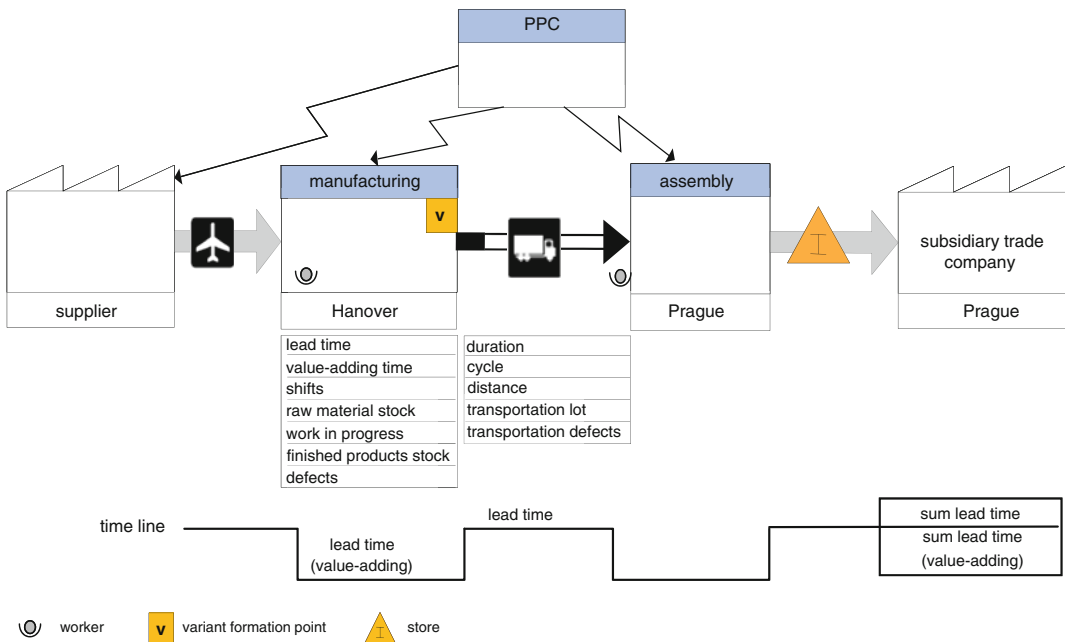 PPC
manufacturing
assembly
v
subsidiary trade
company
supplier
Hanover
Prague
Prague
lead time
value-adding time
shifts
raw material stock
work in progress
finished products stock
defects
duration
cycle
distance
transportation lot
transportation defects
time line
lead time
(value-adding)
lead time
sum lead time
sum lead time
(value-adding)
worker
v
variant formation point
I
store
I